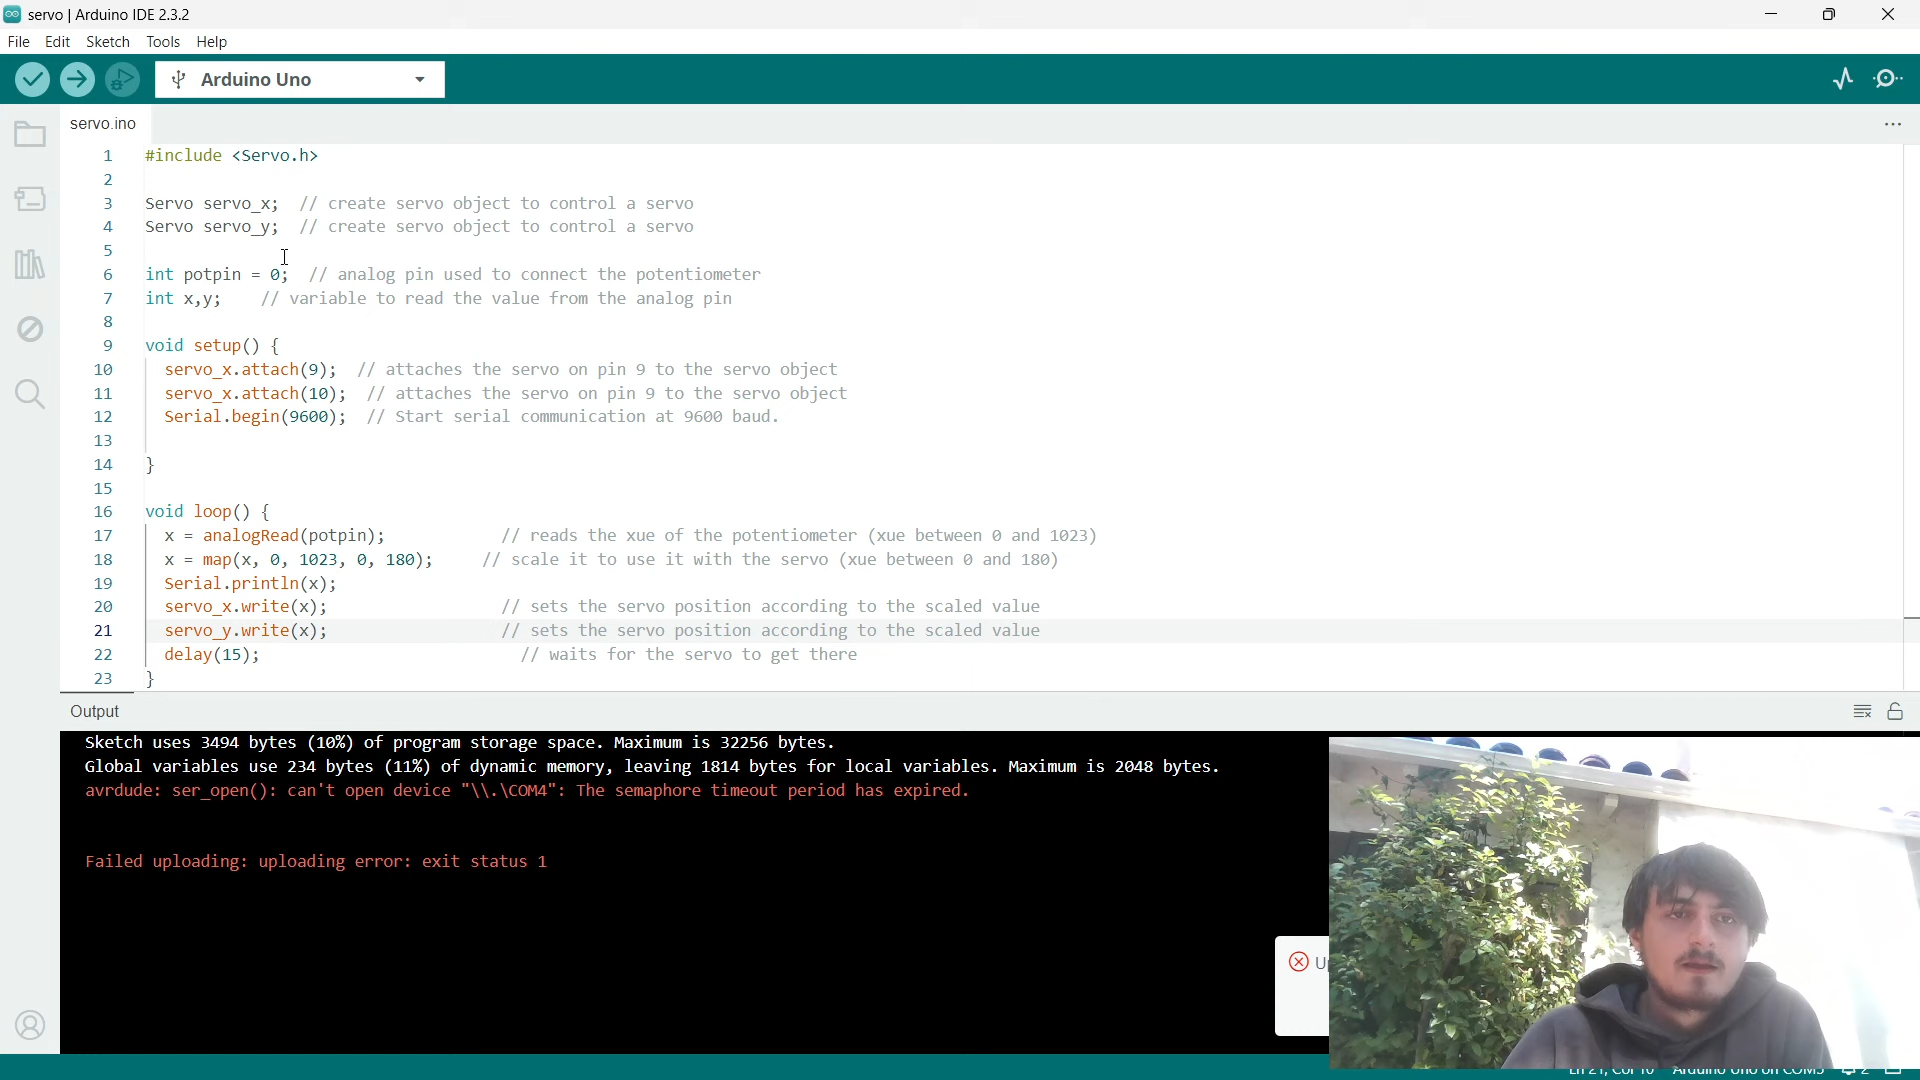 servo | Arduino IDE 2.3.2
File Edit Sketch Tools Help
Arduino Uno
servo.ino
1 #include <Servo.h>
2
3 Servo servo_x; // create servo object to control a servo
4 Servo servo_y; // create servo object to control a servo
5
6 int potpin = 0; // analog pin used to connect the potentiometer
7 int x,y; // variable to read the value from the analog pin
8
9 void setup() {
10 servo_x.attach(9); // attaches the servo on pin 9 to the servo object
11 servo_x.attach(10); // attaches the servo on pin 9 to the servo object
12 Serial.begin(9600); // Start serial communication at 9600 baud.
13
14 }
15
16 void loop() {
17 x = analogRead(potpin); // reads the xue of the potentiometer (xue between 0 and 1023)
18 x = map(x, 0, 1023, 0, 180); // scale it to use it with the servo (xue between 0 and 180)
19 Serial.println(x);
20 servo_x.write(x); // sets the servo position according to the scaled value
21 servo_y.write(x); // sets the servo position according to the scaled value
22 delay(15); // waits for the servo to get there
23 }
Output
Sketch uses 3494 bytes (10%) of program storage space. Maximum is 32256 bytes.
Global variables use 234 bytes (11%) of dynamic memory, leaving 1814 bytes for local variables. Maximum is 2048 bytes.
avrdude: ser_open(): can't open device "\\.\COM4": The semaphore timeout period has expired.
Failed uploading: uploading error: exit status 1